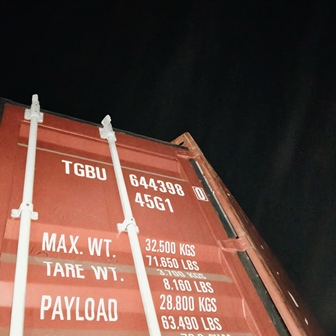 TGBU 644398 0
45G1
MAX. WT. 32.500 KGS
71.650 LBS
TARE WT. 3.700 KGS
8.160 LBS
PAYLOAD 28.800 KGS
63.490 LBS